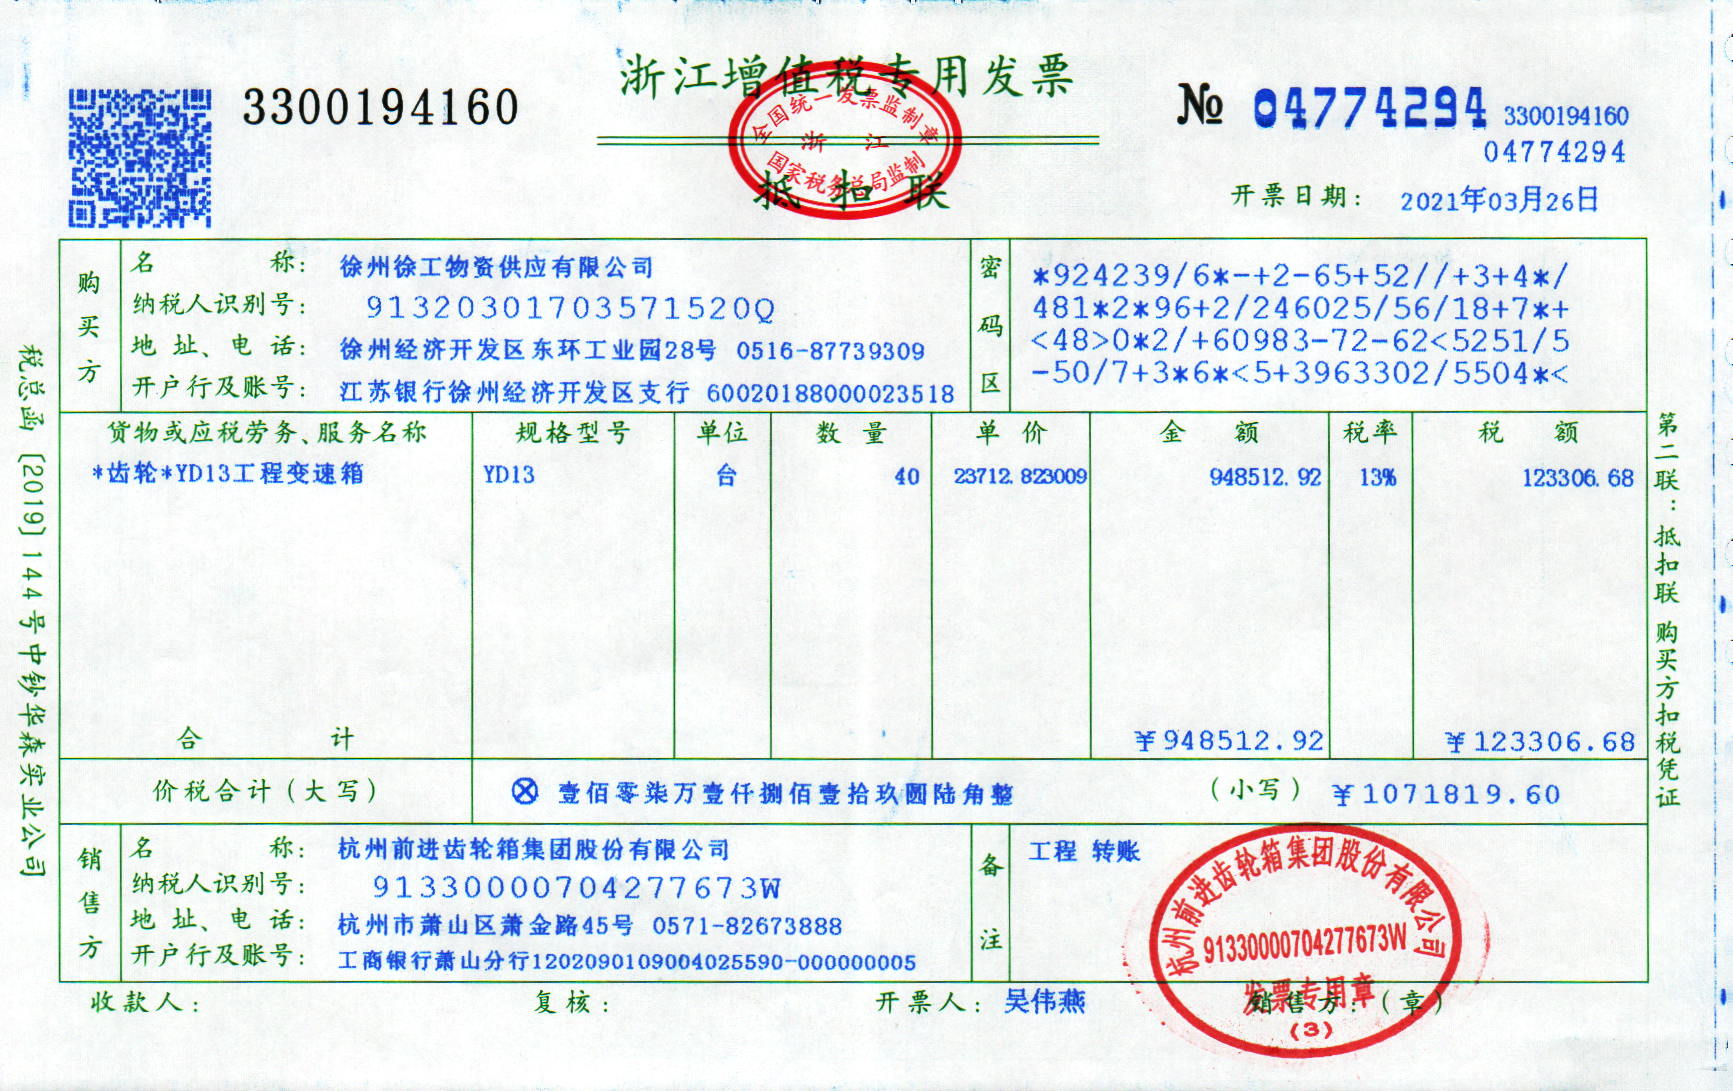 浙江增值税专用发票
3300194160
№ 04774294
3300194160
04774294
全国统一发票监制章
浙 江
国家税务总局监制
抵扣联
开票日期: 2021年03月26日
购买方
名 称: 徐州徐工物资供应有限公司
纳税人识别号: 91320301703571520Q
地 址、电 话: 徐州经济开发区东环工业园28号 0516-87739309
开户行及账号: 江苏银行徐州经济开发区支行 60020188000023518
密码区
*924239/6*-+2-65+52//+3+4*/
481*2*96+2/246025/56/18+7*+
<48>0*2/+60983-72-62<5251/5
-50/7+3*6*<5+3963302/5504*<
货物或应税劳务、服务名称 规格型号 单位 数 量 单 价 金 额 税率 税 额
*齿轮*YD13工程变速箱 YD13 台 40 23712.823009 948512.92 13% 123306.68
合 计 ¥948512.92 ¥123306.68
价税合计(大写) ⊗ 壹佰零柒万壹仟捌佰壹拾玖圆陆角整 (小写) ¥1071819.60
销售方
名 称: 杭州前进齿轮箱集团股份有限公司
纳税人识别号: 91330000704277673W
地 址、电 话: 杭州市萧山区萧金路45号 0571-82673888
开户行及账号: 工商银行萧山分行1202090109004025590-000000005
备注
工程 转账
杭州前进齿轮箱集团股份有限公司
91330000704277673W
发票专用章
(3)
收款人: 复核: 开票人: 吴伟燕 销售方:(章)
税总函[2019]144号中钞华森实业公司
第二联:抵扣联 购买方扣税凭证